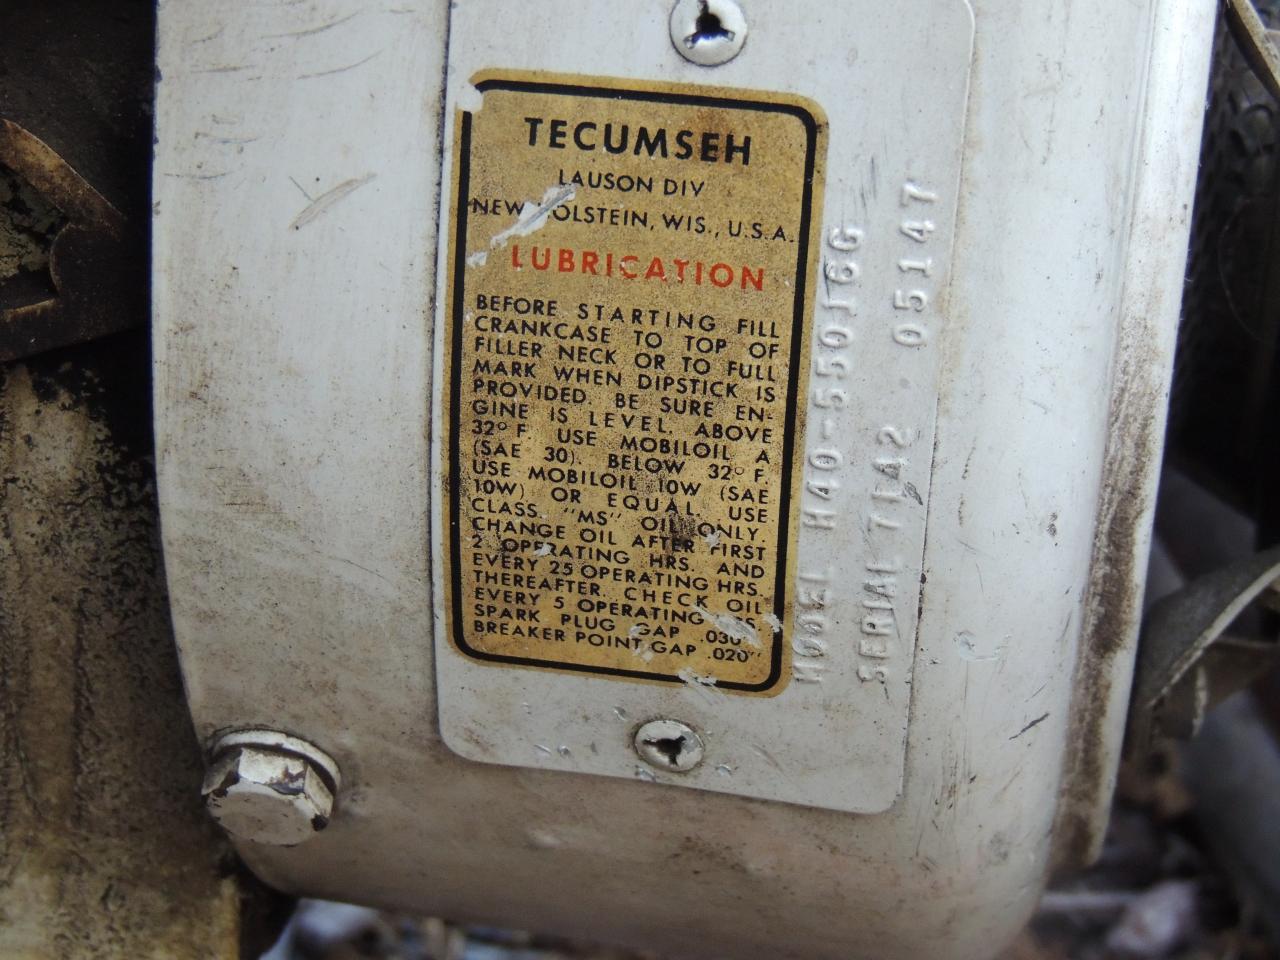 TECUMSEH
LAUSON DIV
NEW HOLSTEIN, WIS., U.S.A.
LUBRICATION
BEFORE STARTING FILL
CRANKCASE TO TOP OF
FILLER NECK OR TO FULL
MARK WHEN DIPSTICK IS
PROVIDED. BE SURE EN-
GINE IS LEVEL. ABOVE
32° F. USE MOBILOIL A
(SAE 30). BELOW 32° F.
USE MOBILOIL 10W (SAE
10W) OR EQUAL. USE
CLASS. "MS" OIL ONLY.
CHANGE OIL AFTER FIRST
2 OPERATING HRS. AND
EVERY 25 OPERATING HRS.
THEREAFTER. CHECK OIL
EVERY 5 OPERATING
SPARK PLUG GAP .030"
BREAKER POINT GAP .020"
MODEL H40-55016G
SERIAL 7142 05147